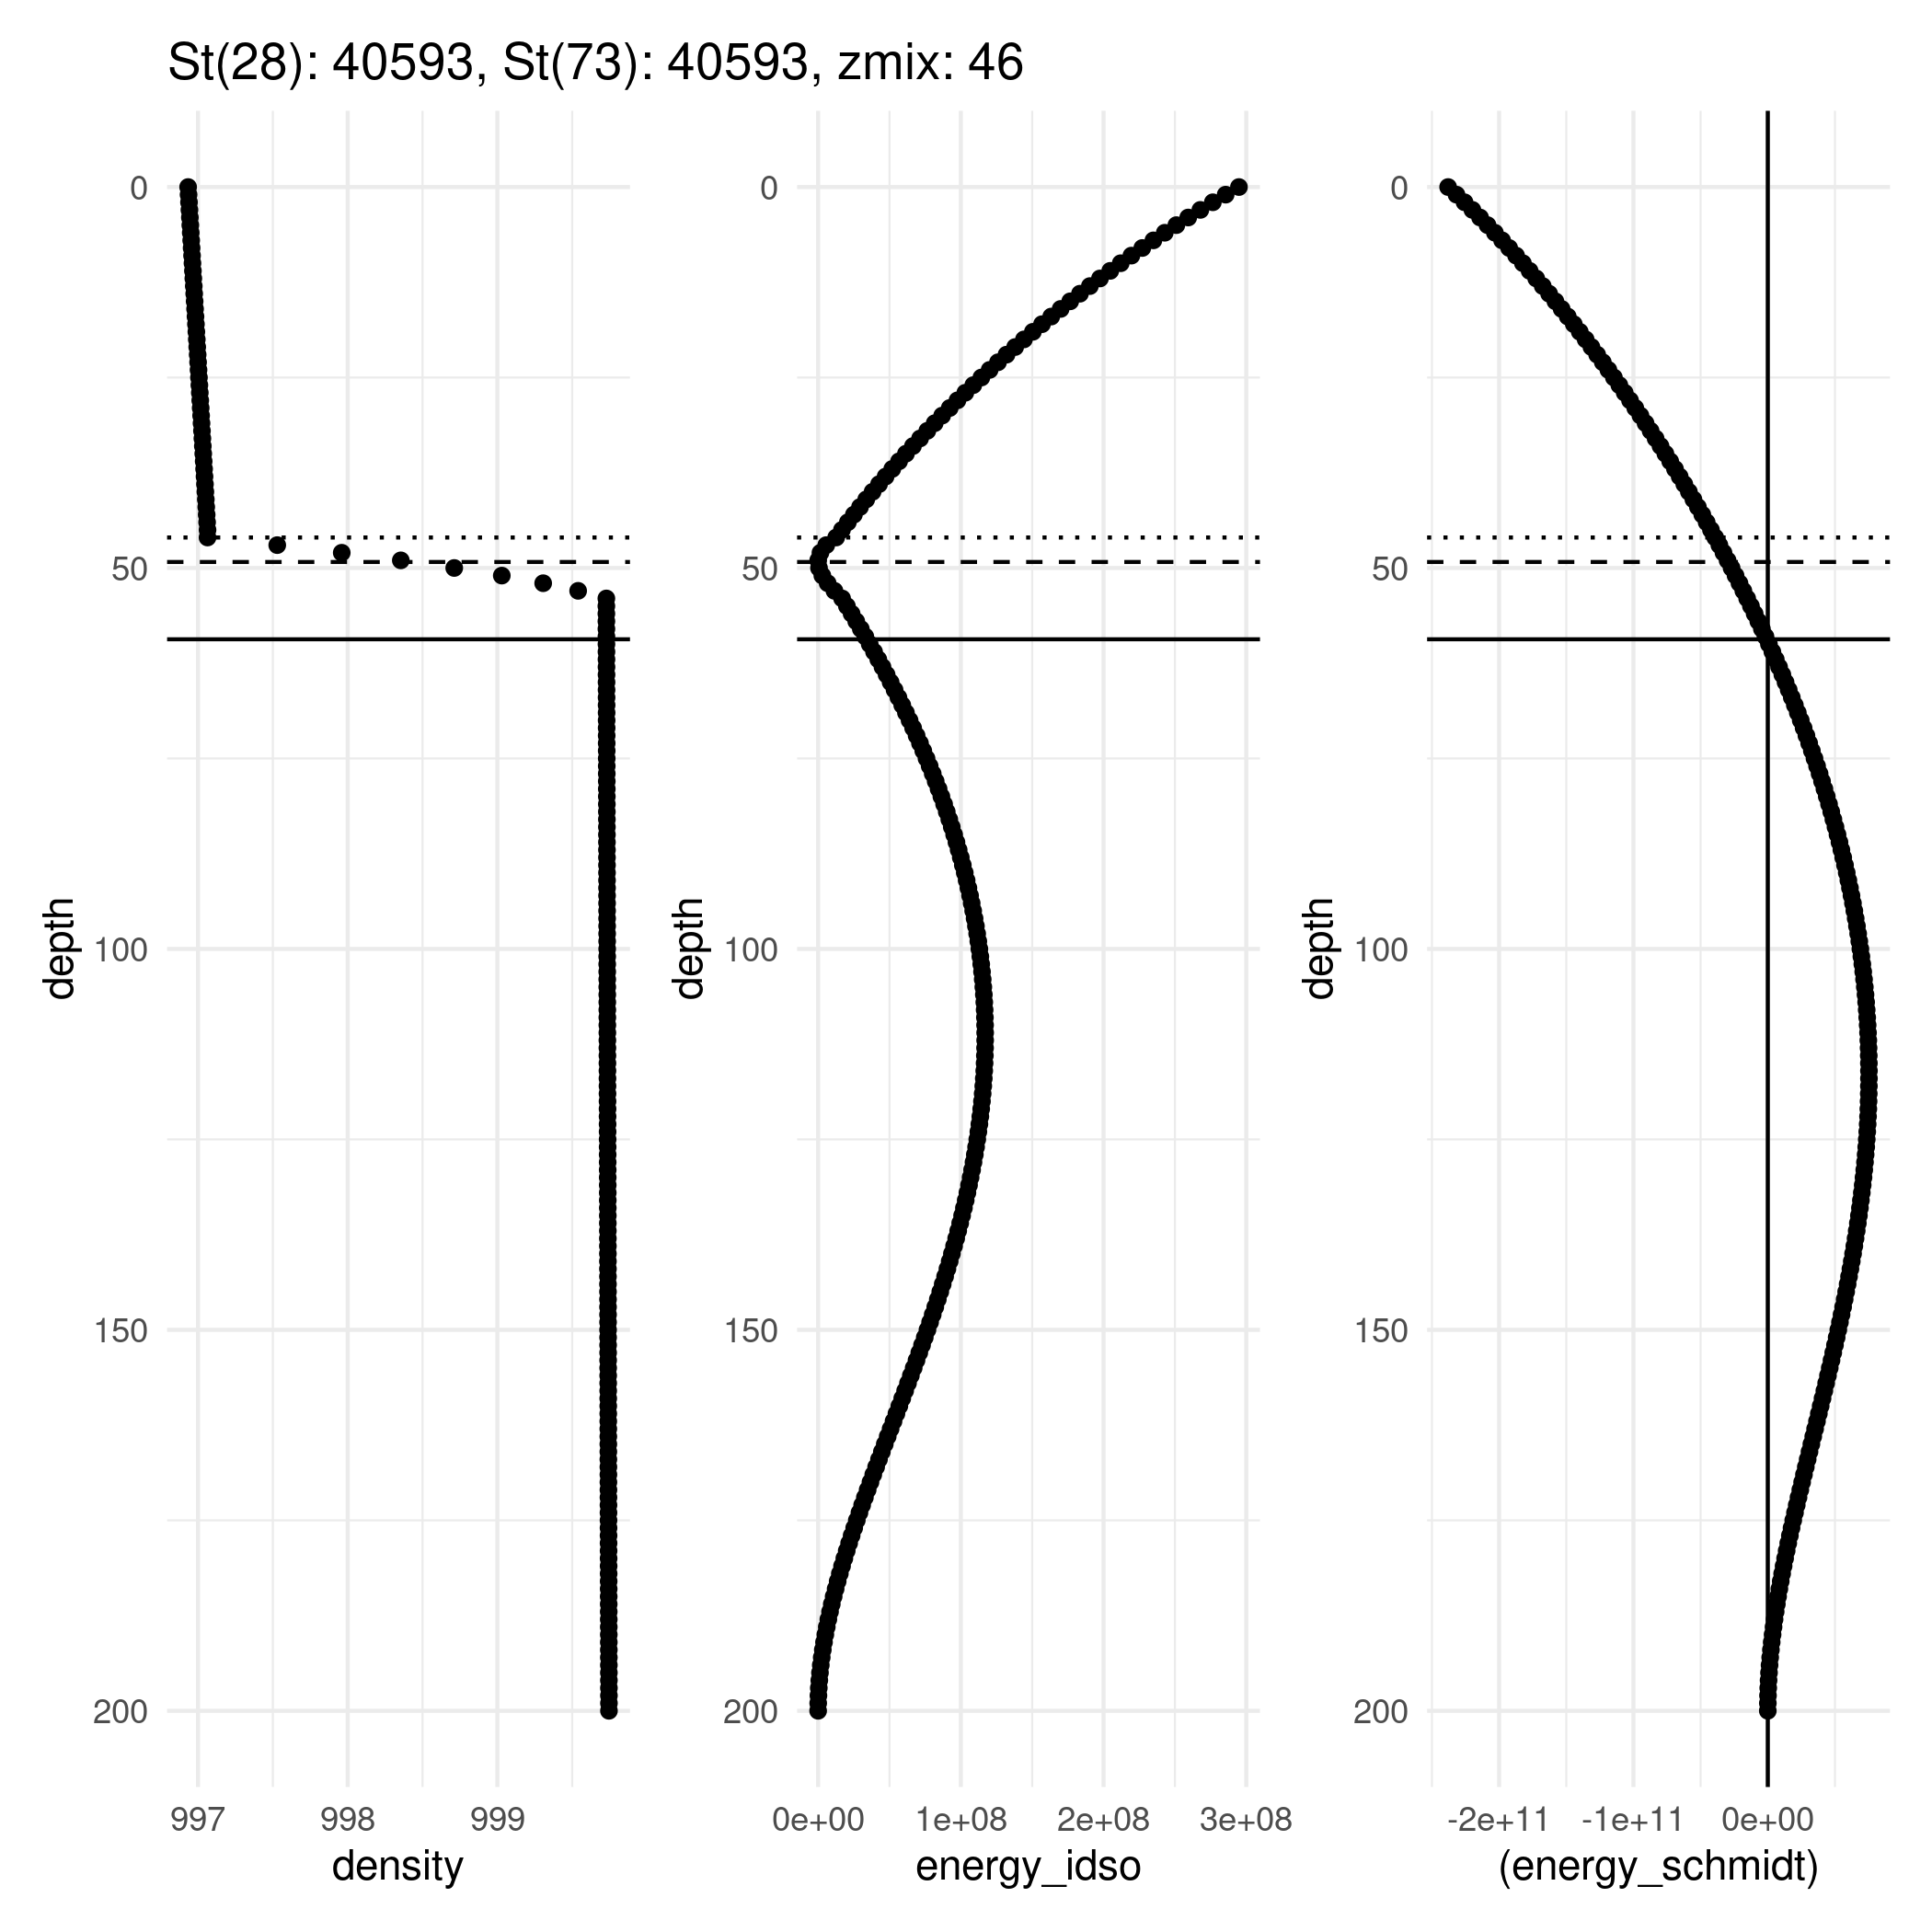 St(28): 40593, St(73): 40593, zmix: 46
0
50
100
150
200
depth
997 998 999
density
0
50
100
150
200
depth
0e+00 1e+08 2e+08 3e+08
energy_idso
0
50
100
150
200
depth
-2e+11 -1e+11 0e+00
(energy_schmidt)